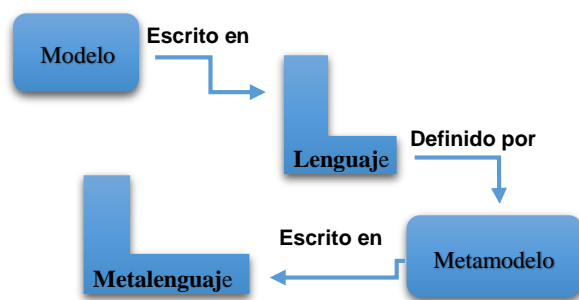 Escrito en
Modelo
Definido por
Lenguaje
Escrito en
Metamodelo
Metalenguaje